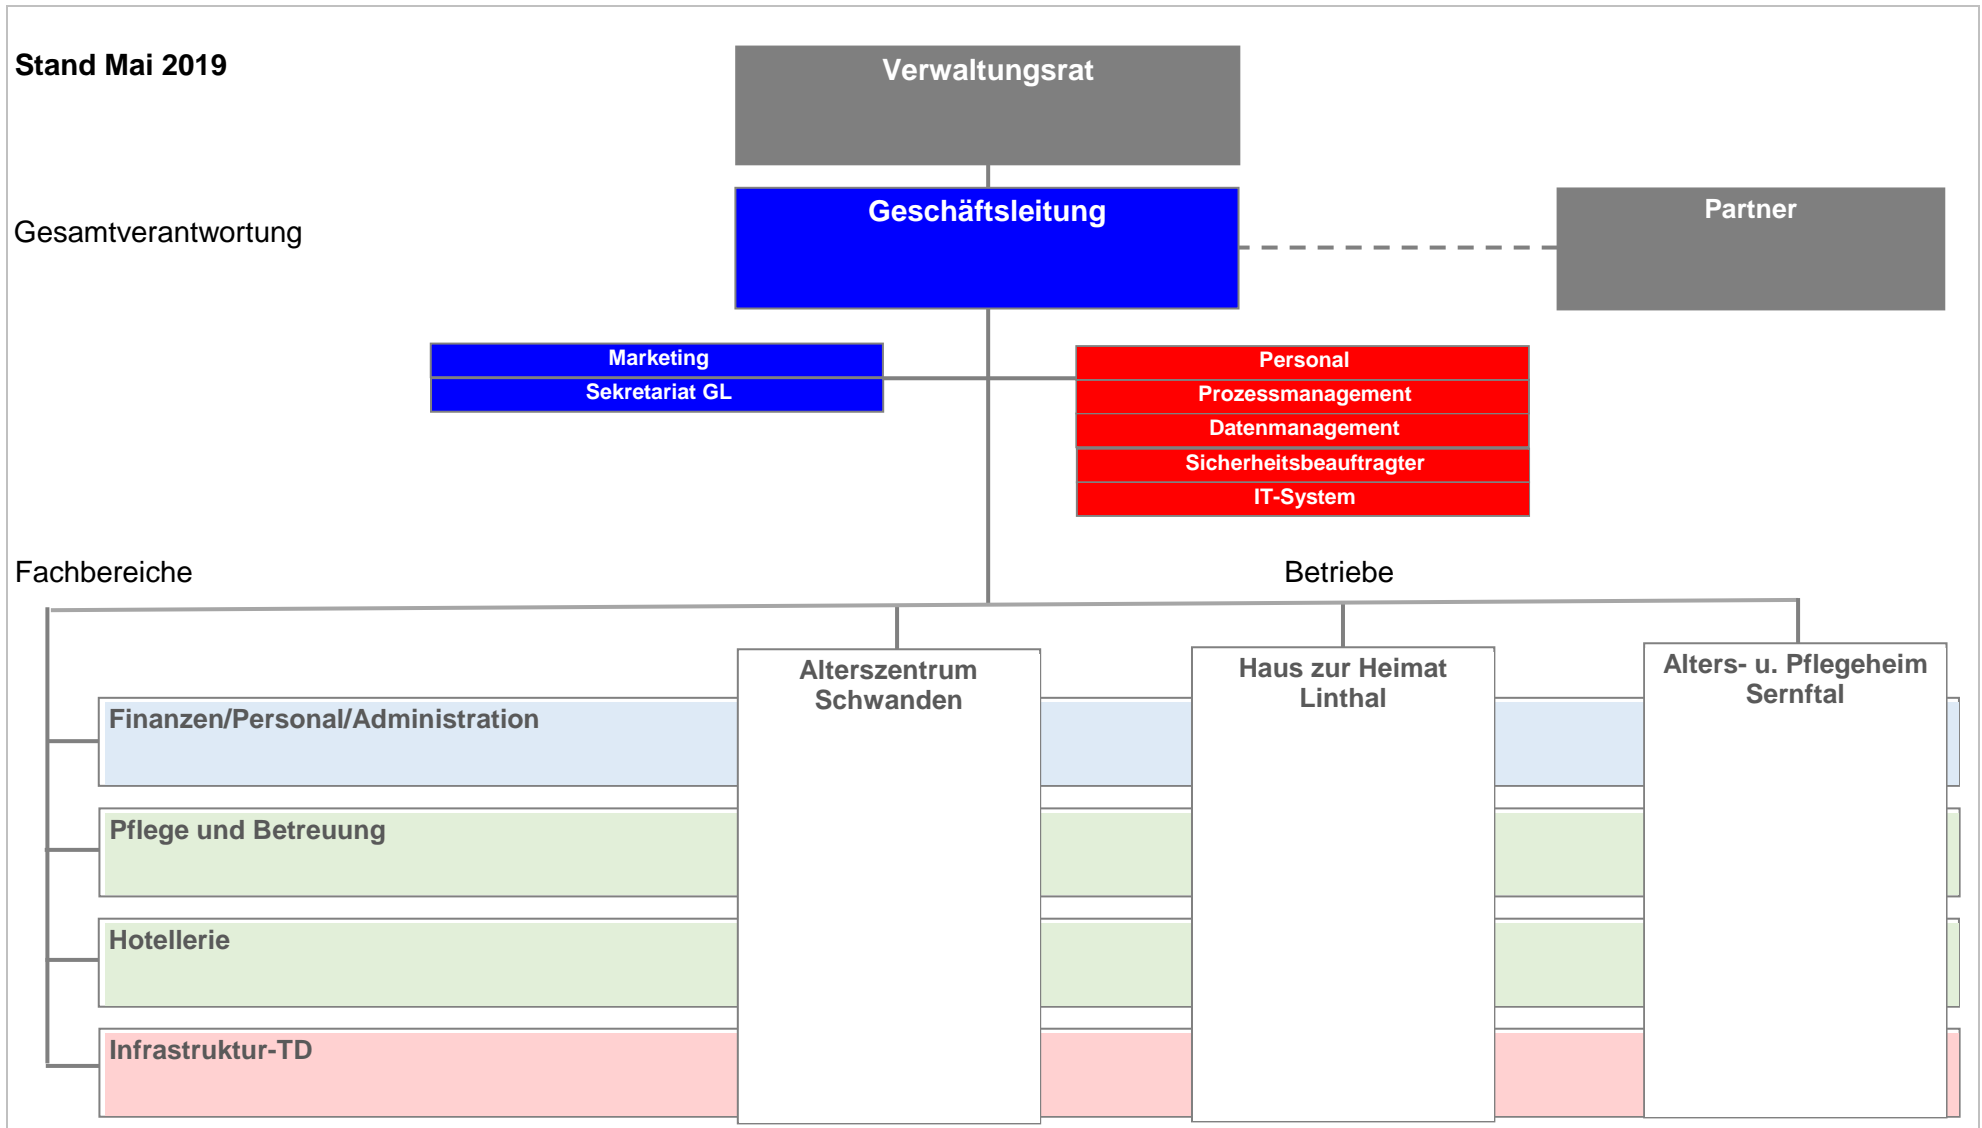 Stand Mai 2019
Verwaltungsrat
Geschäftsleitung
Partner
Gesamtverantwortung
Marketing
Sekretariat GL
Personal
Prozessmanagement
Datenmanagement
Sicherheitsbeauftragter
IT-System
Fachbereiche
Betriebe
Alterszentrum
Schwanden
Haus zur Heimat
Linthal
Alters- u. Pflegeheim
Sernftal
Finanzen/Personal/Administration
Pflege und Betreuung
Hotellerie
Infrastruktur-TD